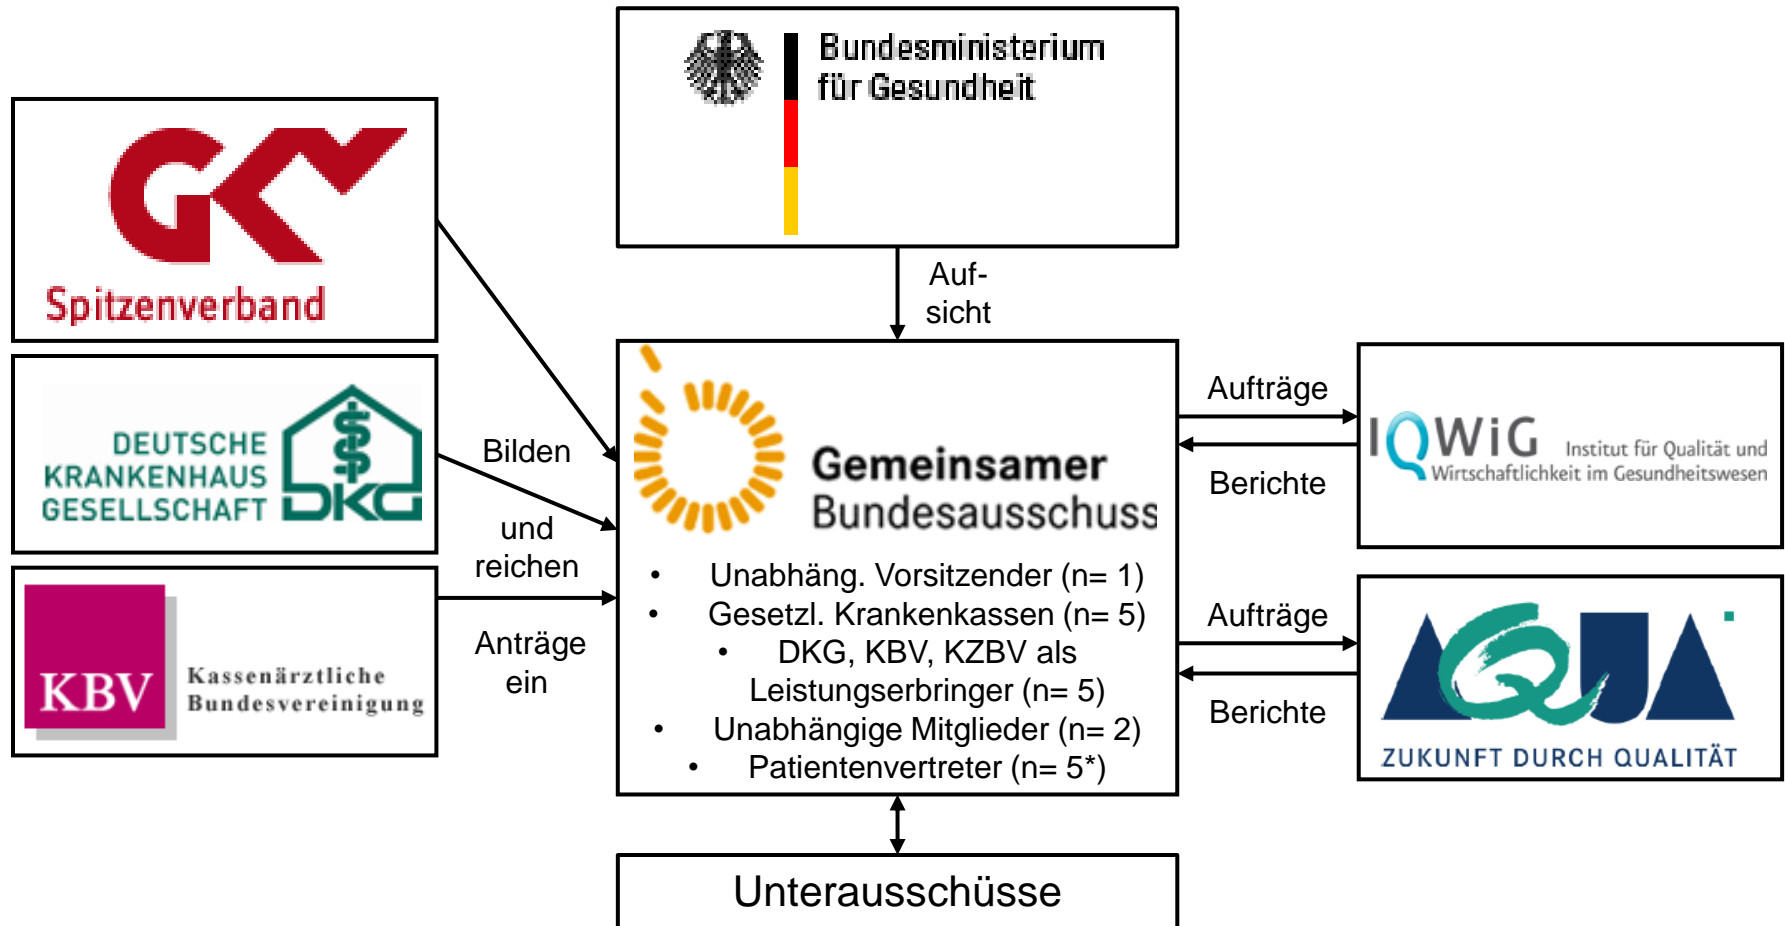 Bundesministerium
für Gesundheit
GKV
Spitzenverband
Auf-
sicht
DEUTSCHE
KRANKENHAUS
GESELLSCHAFT
DKG
Bilden
und
reichen
Anträge
ein
KBV
Kassenärztliche
Bundesvereinigung
Gemeinsamer
Bundesausschuss
• Unabhäng. Vorsitzender (n= 1)
• Gesetzl. Krankenkassen (n= 5)
• DKG, KBV, KZBV als
Leistungserbringer (n= 5)
• Unabhängige Mitglieder (n= 2)
• Patientenvertreter (n= 5*)
Aufträge
Berichte
IQWiG
Institut für Qualität und
Wirtschaftlichkeit im Gesundheitswesen
Aufträge
Berichte
AQUA
ZUKUNFT DURCH QUALITÄT
Unterausschüsse